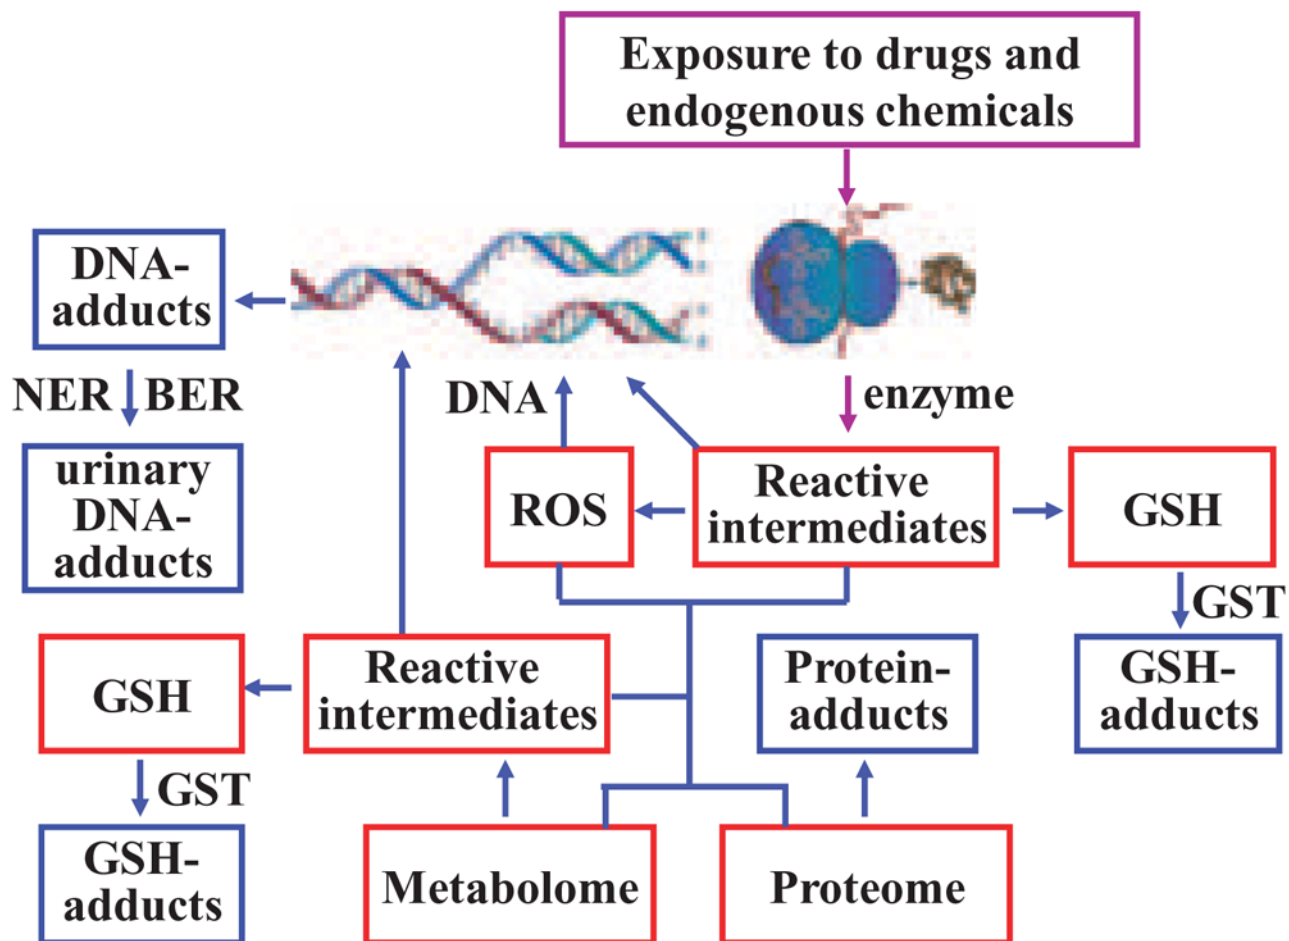 Exposure to drugs and
endogenous chemicals
DNA-
adducts
NER
BER
DNA
enzyme
urinary
DNA-
adducts
ROS
Reactive
intermediates
GSH
GST
GSH
Reactive
intermediates
Protein-
adducts
GSH-
adducts
GST
GSH-
adducts
Metabolome
Proteome